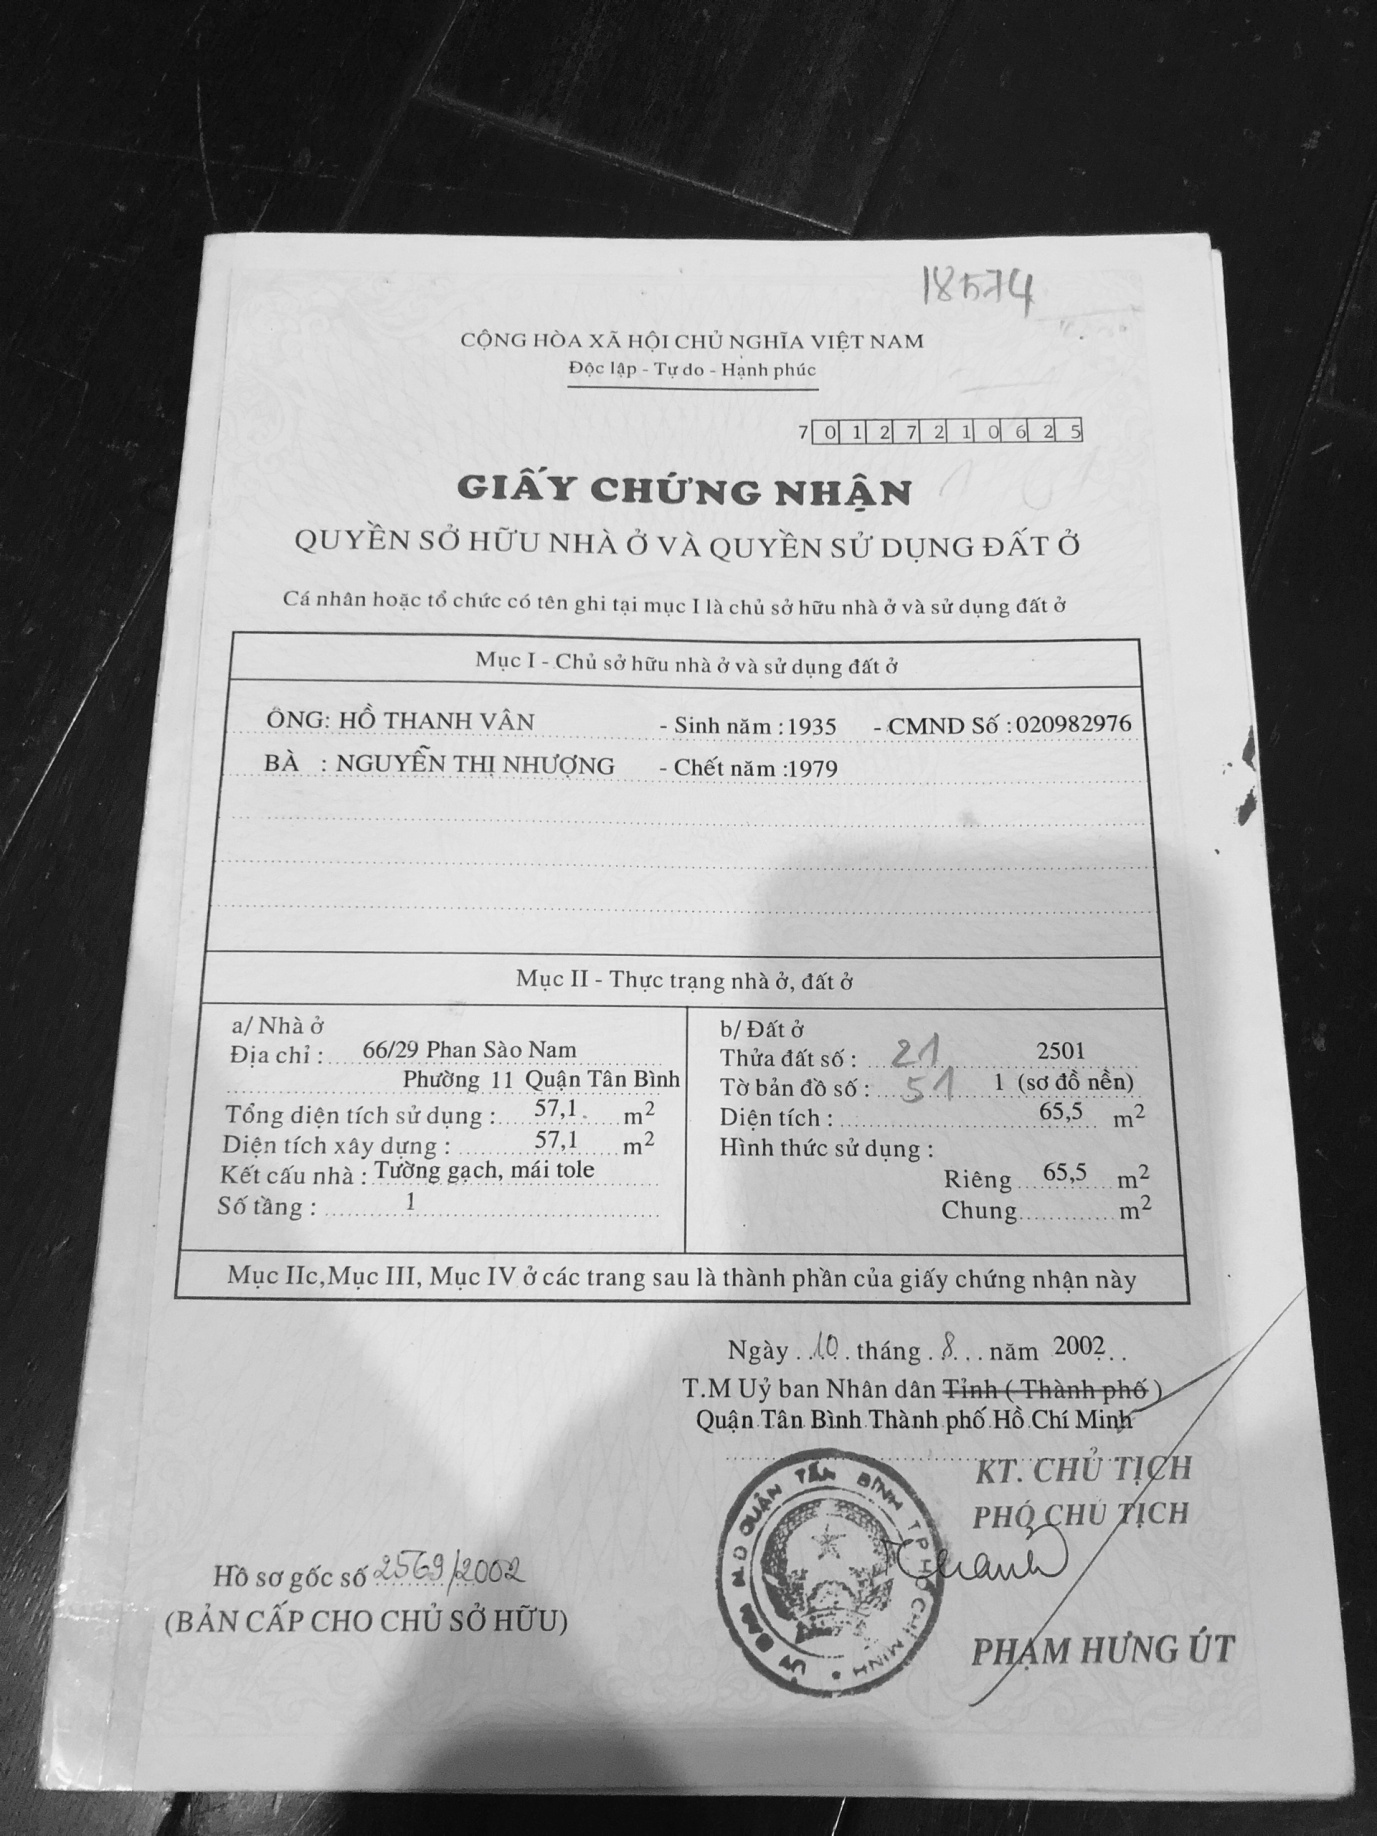 18574
CỘNG HÒA XÃ HỘI CHỦ NGHĨA VIỆT NAM
Độc lập - Tự do - Hạnh phúc
7 0 1 2 7 2 1 0 6 2 5
GIẤY CHỨNG NHẬN
QUYỀN SỞ HỮU NHÀ Ở VÀ QUYỀN SỬ DỤNG ĐẤT Ở
Cá nhân hoặc tổ chức có tên ghi tại mục I là chủ sở hữu nhà ở và sử dụng đất ở
Mục I - Chủ sở hữu nhà ở và sử dụng đất ở
ÔNG: HỒ THANH VÂN - Sinh năm :1935 - CMND Số :020982976
BÀ : NGUYỄN THỊ NHƯỢNG - Chết năm :1979
Mục II - Thực trạng nhà ở, đất ở
a/ Nhà ở
Địa chỉ : 66/29 Phan Sào Nam
Phường 11 Quận Tân Bình
Tổng diện tích sử dụng : 57,1 m2
Diện tích xây dựng : 57,1 m2
Kết cấu nhà : Tường gạch, mái tole
Số tầng : 1
b/ Đất ở
Thửa đất số : 21 2501
Tờ bản đồ số : 51 1 (sơ đồ nền)
Diện tích : 65,5 m2
Hình thức sử dụng :
Riêng 65,5 m2
Chung m2
Mục IIc, Mục III, Mục IV ở các trang sau là thành phần của giấy chứng nhận này
Ngày 10 tháng 8 năm 2002
T.M Uỷ ban Nhân dân Tỉnh ( Thành phố )
Quận Tân Bình Thành phố Hồ Chí Minh
KT. CHỦ TỊCH
PHÓ CHỦ TỊCH
ỦY BAN N.D QUẬN TÂN BÌNH T.P HỒ CHÍ MINH
Hồ sơ gốc số 2569/2002
(BẢN CẤP CHO CHỦ SỞ HỮU)
PHẠM HƯNG ÚT